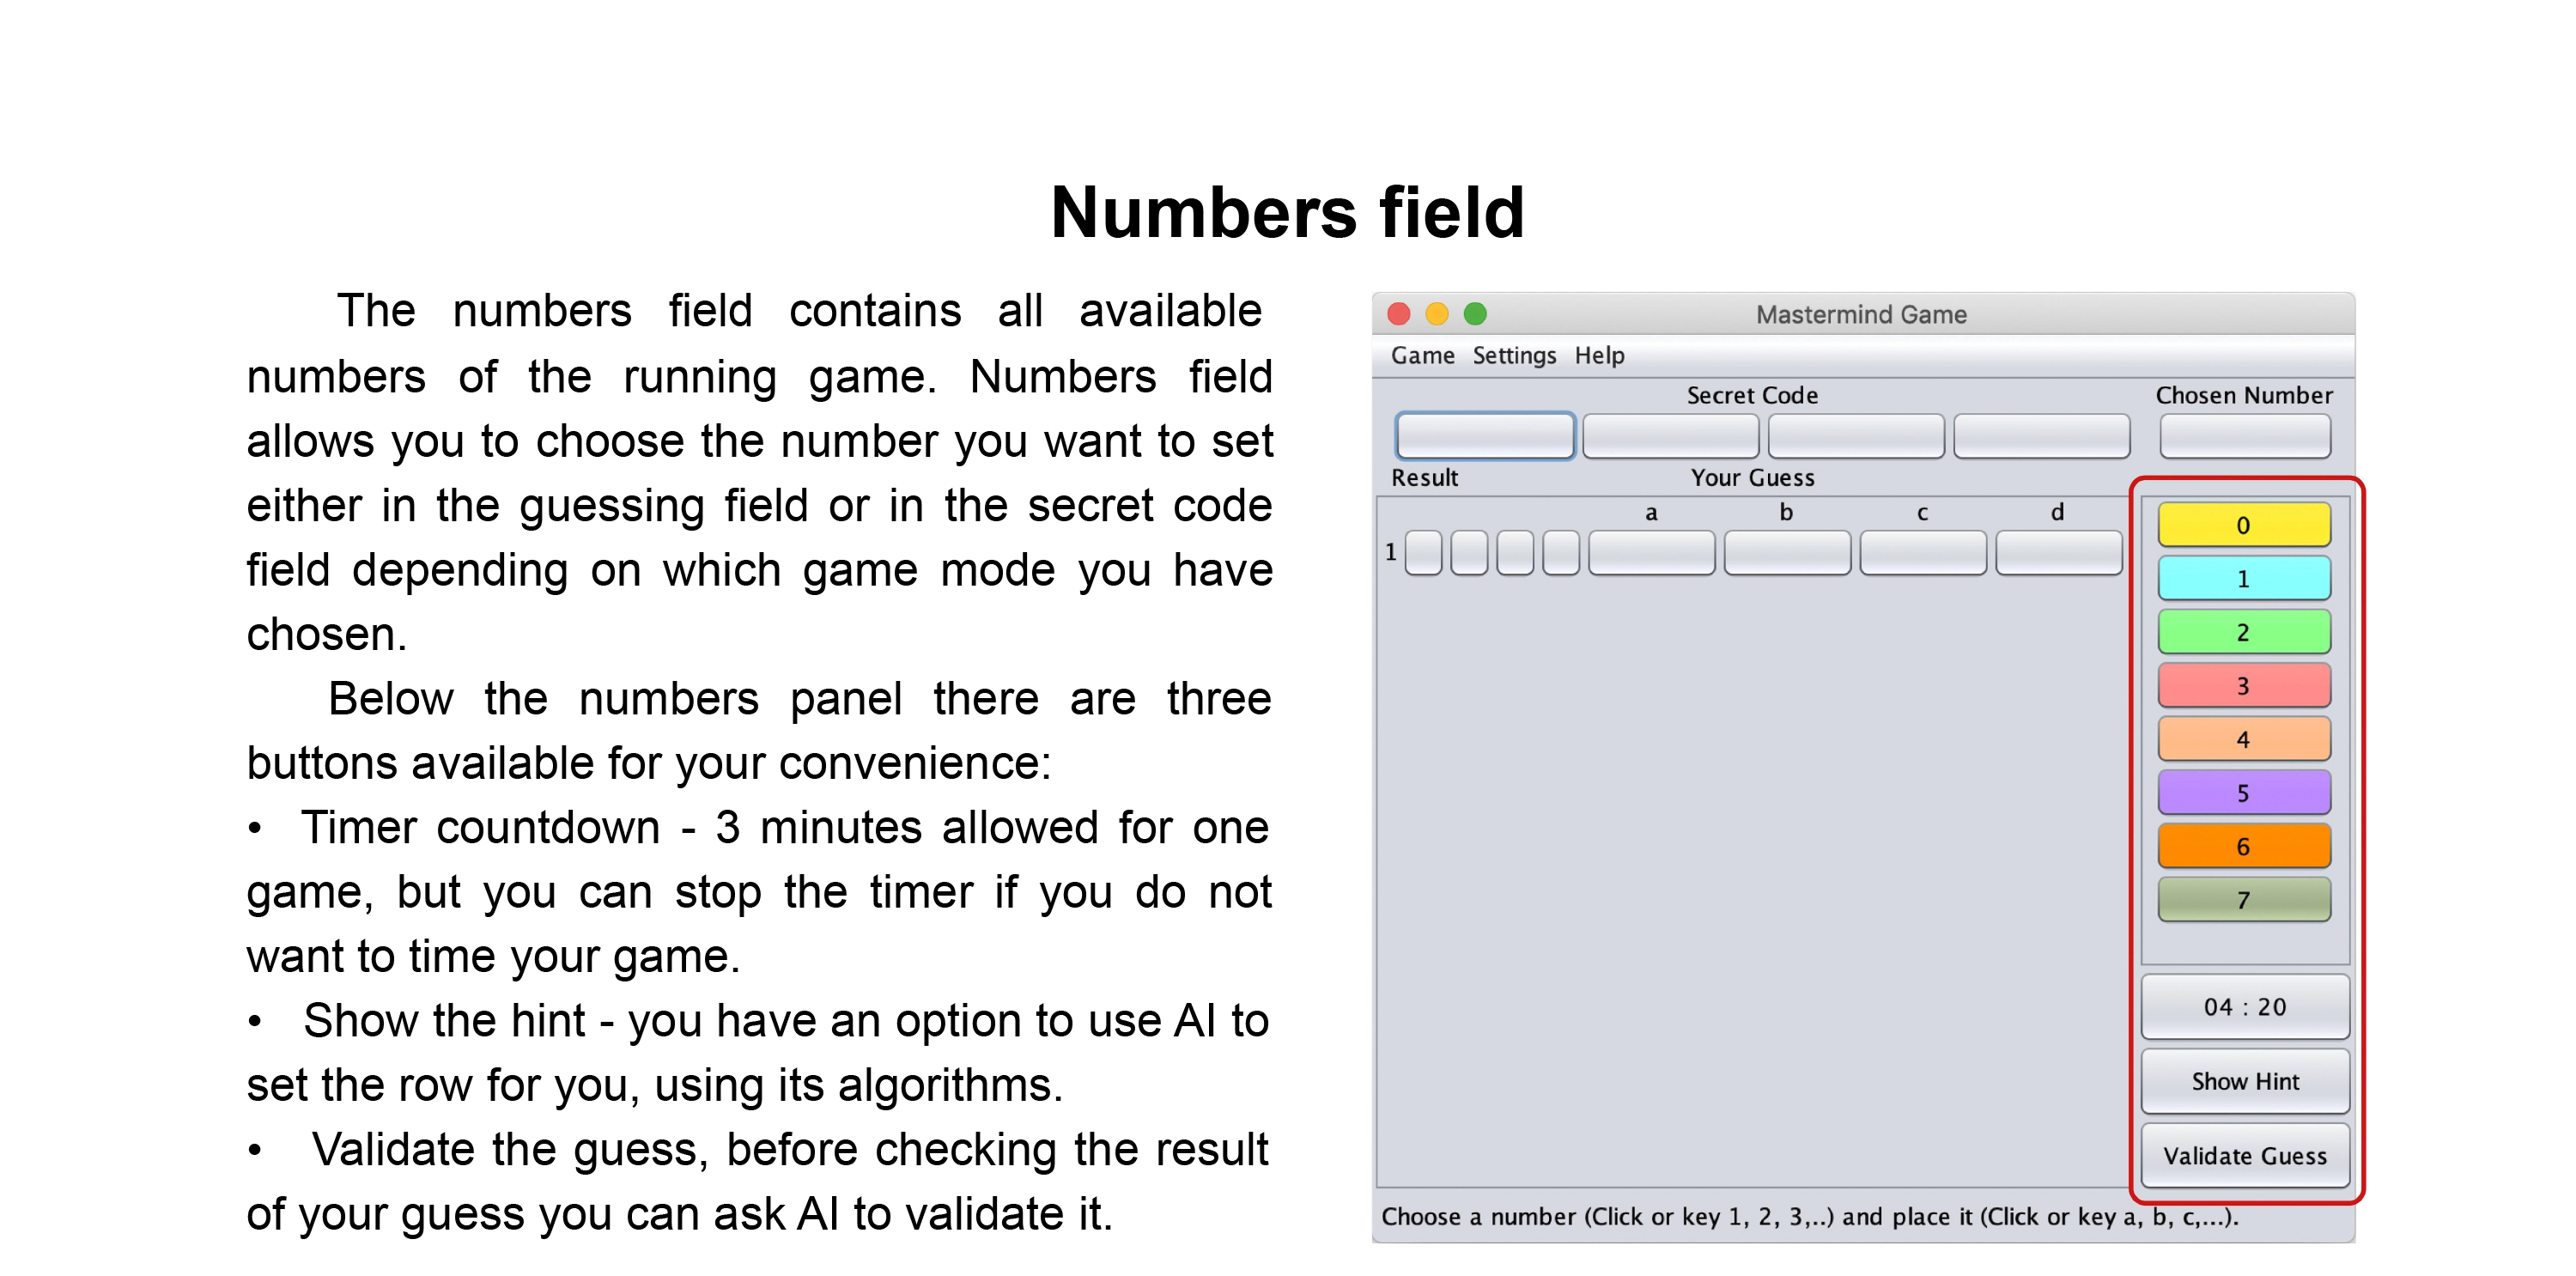 Numbers field
The numbers field contains all available
numbers of the running game. Numbers field
allows you to choose the number you want to set
either in the guessing field or in the secret code
field depending on which game mode you have
chosen.
Below the numbers panel there are three
buttons available for your convenience:
• Timer countdown - 3 minutes allowed for one
game, but you can stop the timer if you do not
want to time your game.
• Show the hint - you have an option to use AI to
set the row for you, using its algorithms.
• Validate the guess, before checking the result
of your guess you can ask AI to validate it.
Mastermind Game
Game Settings Help
Secret Code Chosen Number
Result Your Guess
a b c d
1
0
1
2
3
4
5
6
7
04 : 20
Show Hint
Validate Guess
Choose a number (Click or key 1, 2, 3,..) and place it (Click or key a, b, c,...).